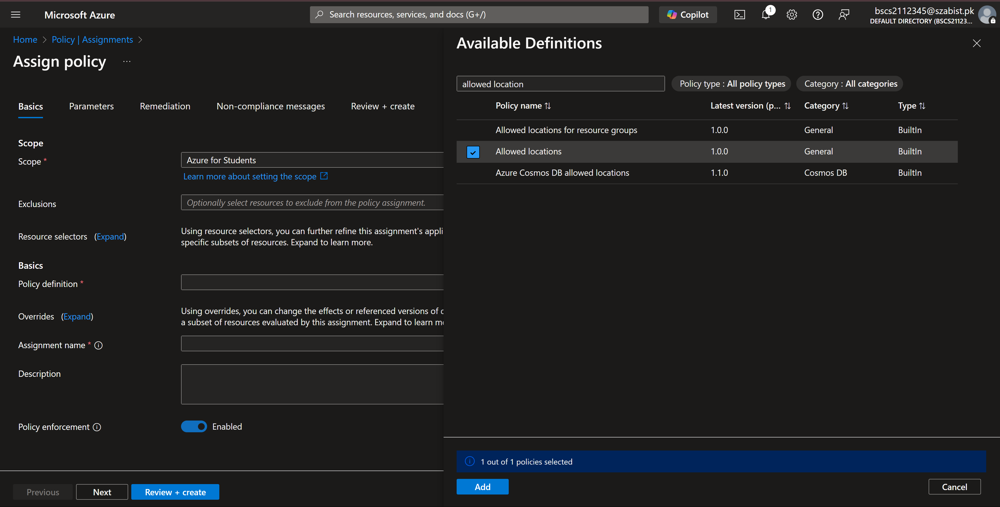 Microsoft Azure
Search resources, services, and docs (G+/)
Copilot
1
bscs2112345@szabist.pk
DEFAULT DIRECTORY (BSCS21123...
Home > Policy | Assignments >
Assign policy ...
Basics
Parameters
Remediation
Non-compliance messages
Review + create
Scope
Scope *
Azure for Students
Learn more about setting the scope
Exclusions
Optionally select resources to exclude from the policy assignment.
Resource selectors (Expand)
Using resource selectors, you can further refine this assignment's appli
specific subsets of resources. Expand to learn more.
Basics
Policy definition *
Overrides (Expand)
Using overrides, you can change the effects or referenced versions of
a subset of resources evaluated by this assignment. Expand to learn
Assignment name *
Description
Policy enforcement
Enabled
Previous
Next
Review + create
Available Definitions
allowed location
Policy type : All policy types
Category : All categories
Policy name
Latest version (p...
Category
Type
Allowed locations for resource groups
1.0.0
General
BuiltIn
Allowed locations
1.0.0
General
BuiltIn
Azure Cosmos DB allowed locations
1.1.0
Cosmos DB
BuiltIn
1 out of 1 policies selected
Add
Cancel